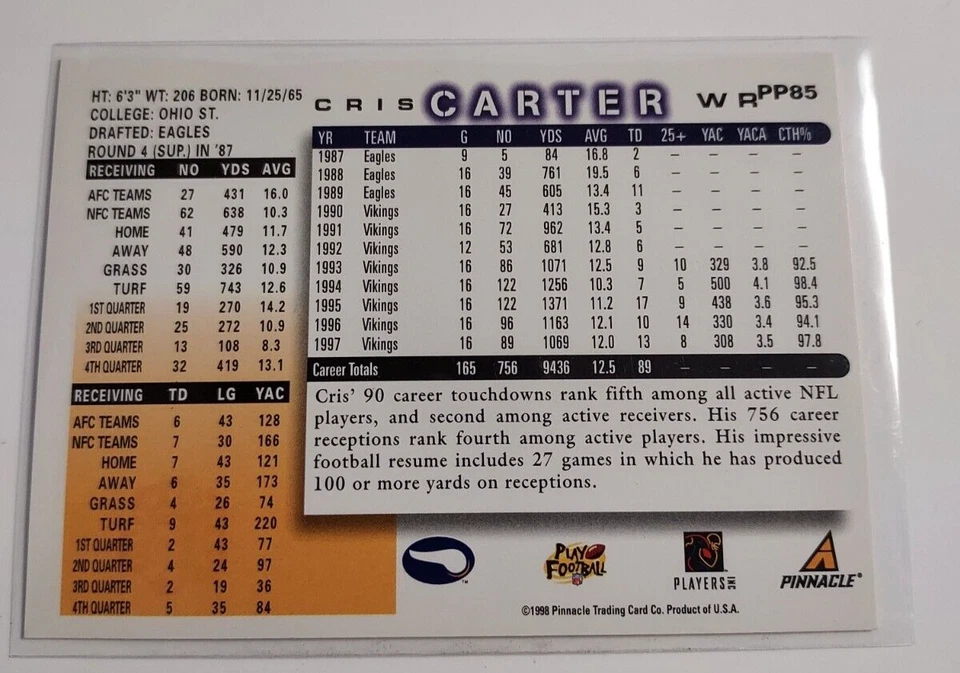 HT: 6'3" WT: 206 BORN: 11/25/65
COLLEGE: OHIO ST.
DRAFTED: EAGLES
ROUND 4 (SUP.) IN '87
CRIS CARTER WR PP85
RECEIVING NO YDS AVG
AFC TEAMS 27 431 16.0
NFC TEAMS 62 638 10.3
HOME 41 479 11.7
AWAY 48 590 12.3
GRASS 30 326 10.9
TURF 59 743 12.6
1ST QUARTER 19 270 14.2
2ND QUARTER 25 272 10.9
3RD QUARTER 13 108 8.3
4TH QUARTER 32 419 13.1
RECEIVING TD LG YAC
AFC TEAMS 6 43 128
NFC TEAMS 7 30 166
HOME 7 43 121
AWAY 6 35 173
GRASS 4 26 74
TURF 9 43 220
1ST QUARTER 2 43 77
2ND QUARTER 4 24 97
3RD QUARTER 2 19 36
4TH QUARTER 5 35 84
YR TEAM G NO YDS AVG TD 25+ YAC YACA CTH%
1987 Eagles 9 5 84 16.8 2 – – – –
1988 Eagles 16 39 761 19.5 6 – – – –
1989 Eagles 16 45 605 13.4 11 – – – –
1990 Vikings 16 27 413 15.3 3 – – – –
1991 Vikings 16 72 962 13.4 5 – – – –
1992 Vikings 12 53 681 12.8 6 – – – –
1993 Vikings 16 86 1071 12.5 9 10 329 3.8 92.5
1994 Vikings 16 122 1256 10.3 7 5 500 4.1 98.4
1995 Vikings 16 122 1371 11.2 17 9 438 3.6 95.3
1996 Vikings 16 96 1163 12.1 10 14 330 3.4 94.1
1997 Vikings 16 89 1069 12.0 13 8 308 3.5 97.8
Career Totals 165 756 9436 12.5 89 – – – –
Cris' 90 career touchdowns rank fifth among all active NFL
players, and second among active receivers. His 756 career
receptions rank fourth among active players. His impressive
football resume includes 27 games in which he has produced
100 or more yards on receptions.
™
PLAY
FOOTBALL
NFL
PLAYERS INC
PINNACLE®
©1998 Pinnacle Trading Card Co. Product of U.S.A.